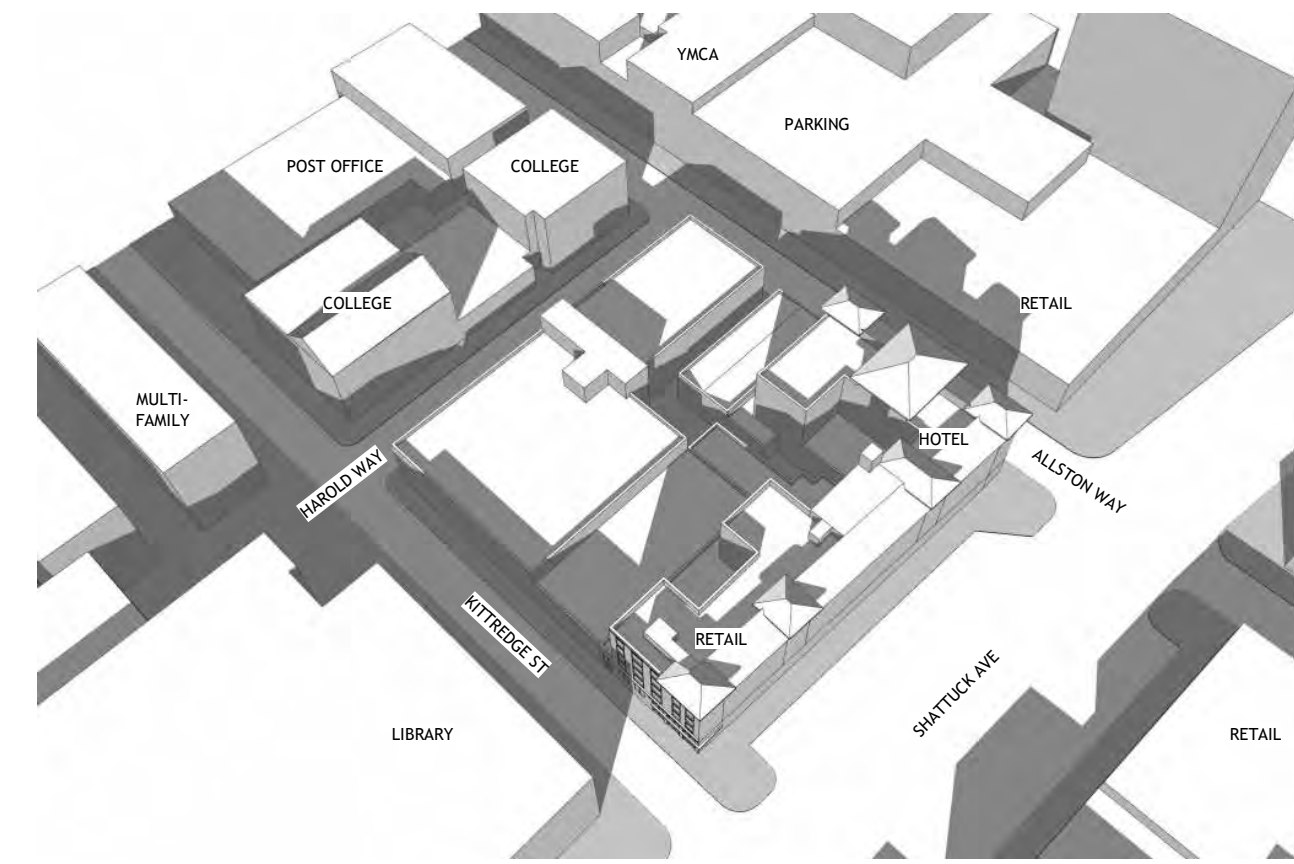 YMCA
PARKING
POST OFFICE
COLLEGE
COLLEGE
RETAIL
MULTI-
FAMILY
HOTEL
HAROLD WAY
ALLSTON WAY
KITTREDGE ST
RETAIL
SHATTUCK AVE
LIBRARY
RETAIL